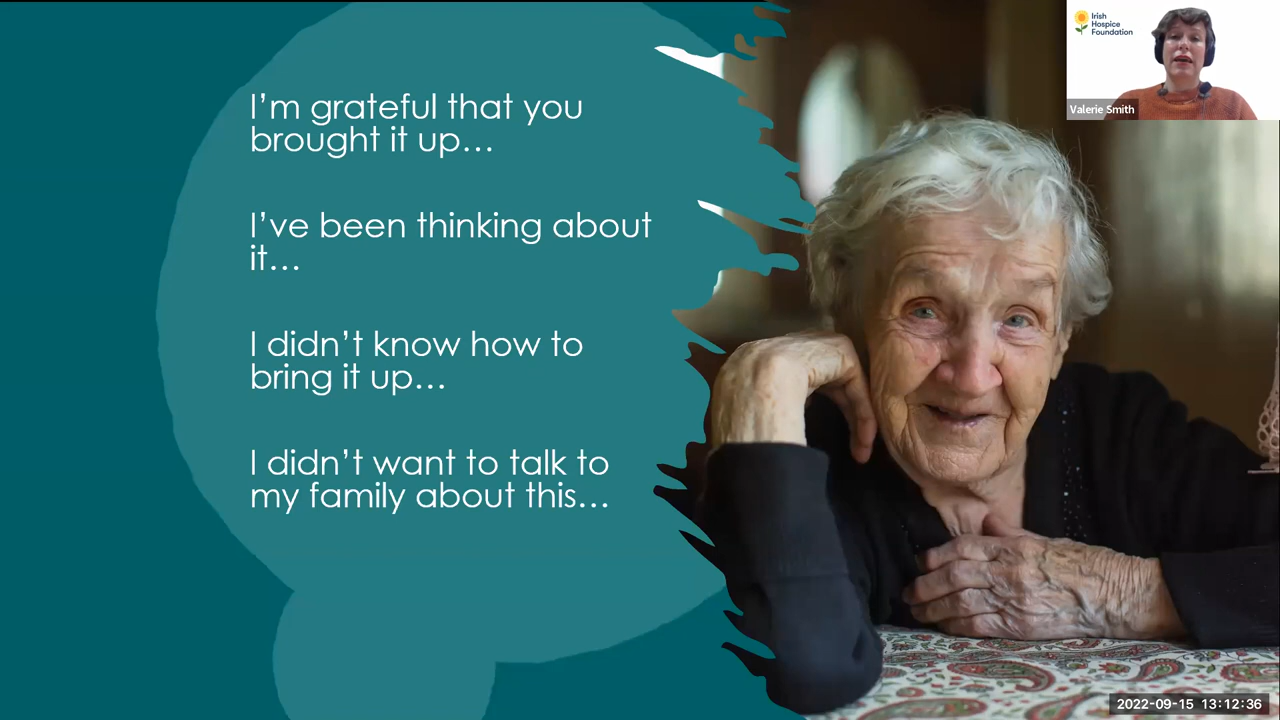 I'm grateful that you
brought it up...
I've been thinking about
it...
I didn't know how to
bring it up...
I didn't want to talk to
my family about this...
Irish
Hospice
Foundation
Valerie Smith
2022-09-15 13:12:36